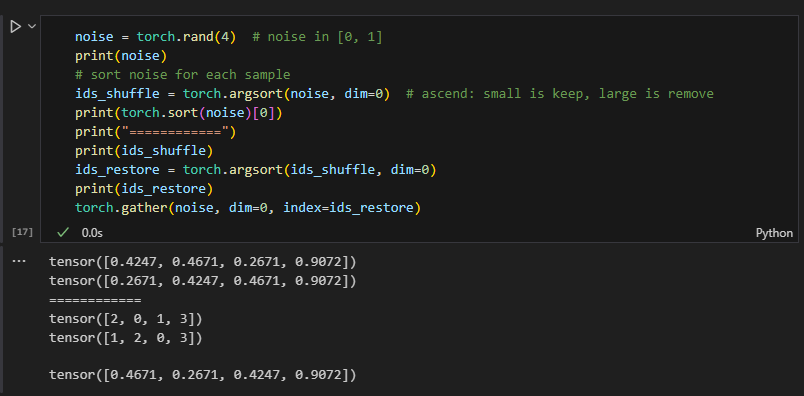 noise = torch.rand(4)  # noise in [0, 1]
print(noise)
# sort noise for each sample
ids_shuffle = torch.argsort(noise, dim=0)  # ascend: small is keep, large is remove
print(torch.sort(noise)[0])
print("============")
print(ids_shuffle)
ids_restore = torch.argsort(ids_shuffle, dim=0)
print(ids_restore)
torch.gather(noise, dim=0, index=ids_restore)
[17] ✓ 0.0s Python
... tensor([0.4247, 0.4671, 0.2671, 0.9072])
tensor([0.2671, 0.4247, 0.4671, 0.9072])
============
tensor([2, 0, 1, 3])
tensor([1, 2, 0, 3])
tensor([0.4671, 0.2671, 0.4247, 0.9072])